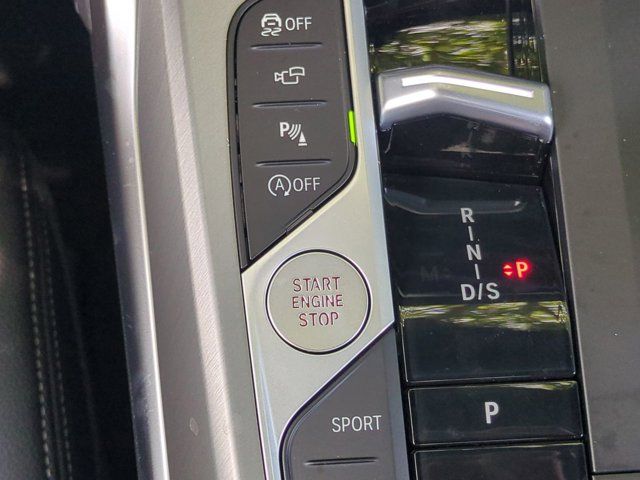 OFF
P
A OFF
START
ENGINE
STOP
SPORT
R
N
D/S
P
P